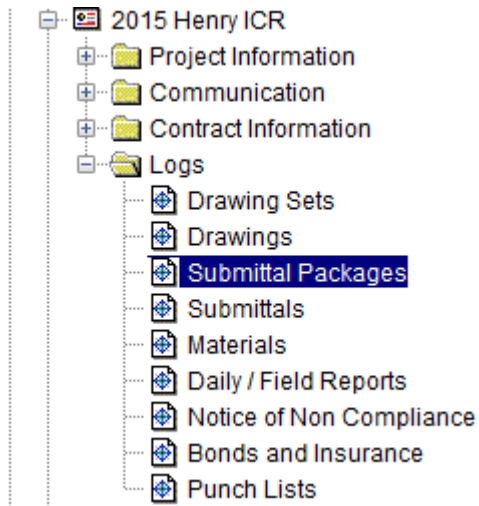 2015 Henry ICR
Project Information
Communication
Contract Information
Logs
Drawing Sets
Drawings
Submittal Packages
Submittals
Materials
Daily / Field Reports
Notice of Non Compliance
Bonds and Insurance
Punch Lists